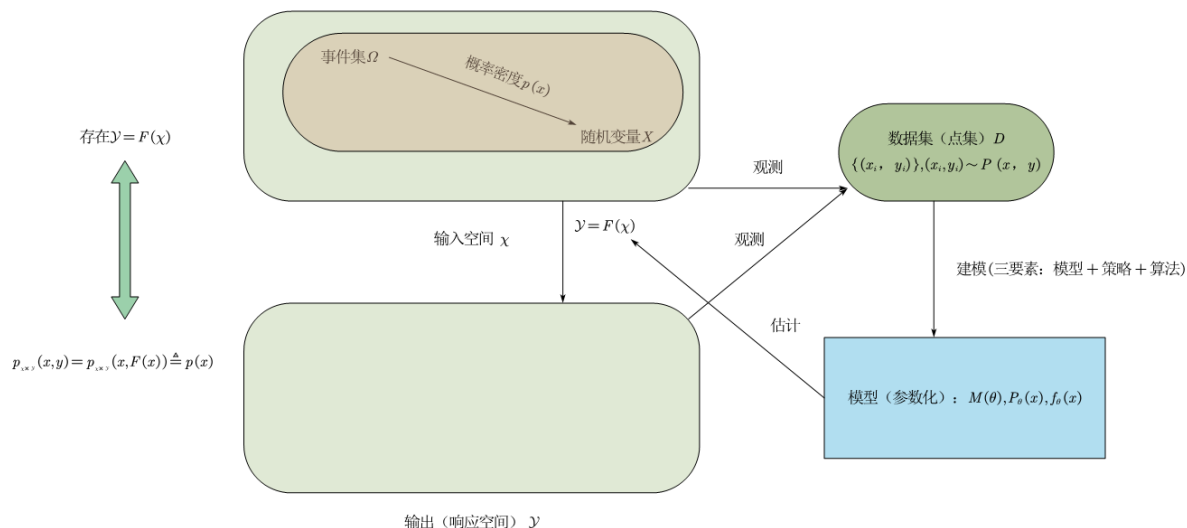 事件集Ω
概率密度p(x)
随机变量X
存在𝒴=F(χ)
数据集（点集）D
{(xᵢ，yᵢ)},(xᵢ,yᵢ)～P（x，y）
观测
𝒴=F(χ)
输入空间 χ
观测
建模(三要素：模型+策略+算法)
估计
p (x,y)=p (x,F(x))≜p(x)
模型（参数化）：M(θ),P_θ(x),f_θ(x)
输出（响应空间）𝒴